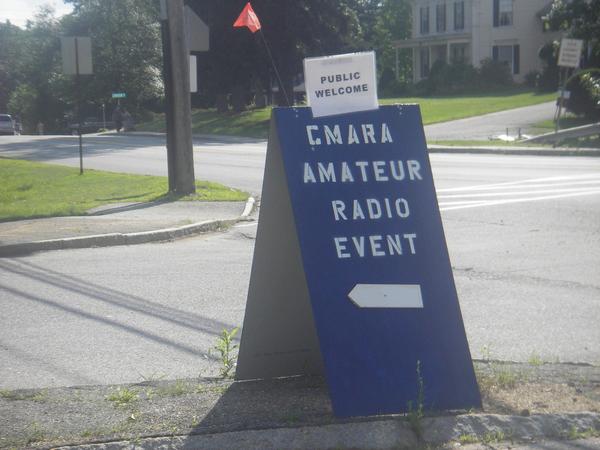 PUBLIC
WELCOME
CMARA
AMATEUR
RADIO
EVENT